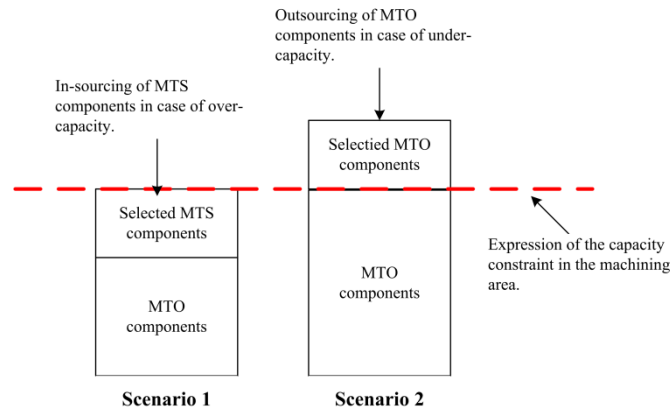 Outsourcing of MTO
components in case of under-
capacity.
In-sourcing of MTS
components in case of over-
capacity.
Selectied MTO
components
Selected MTS
components
Expression of the capacity
constraint in the machining
area.
MTO
components
MTO
components
Scenario 1
Scenario 2